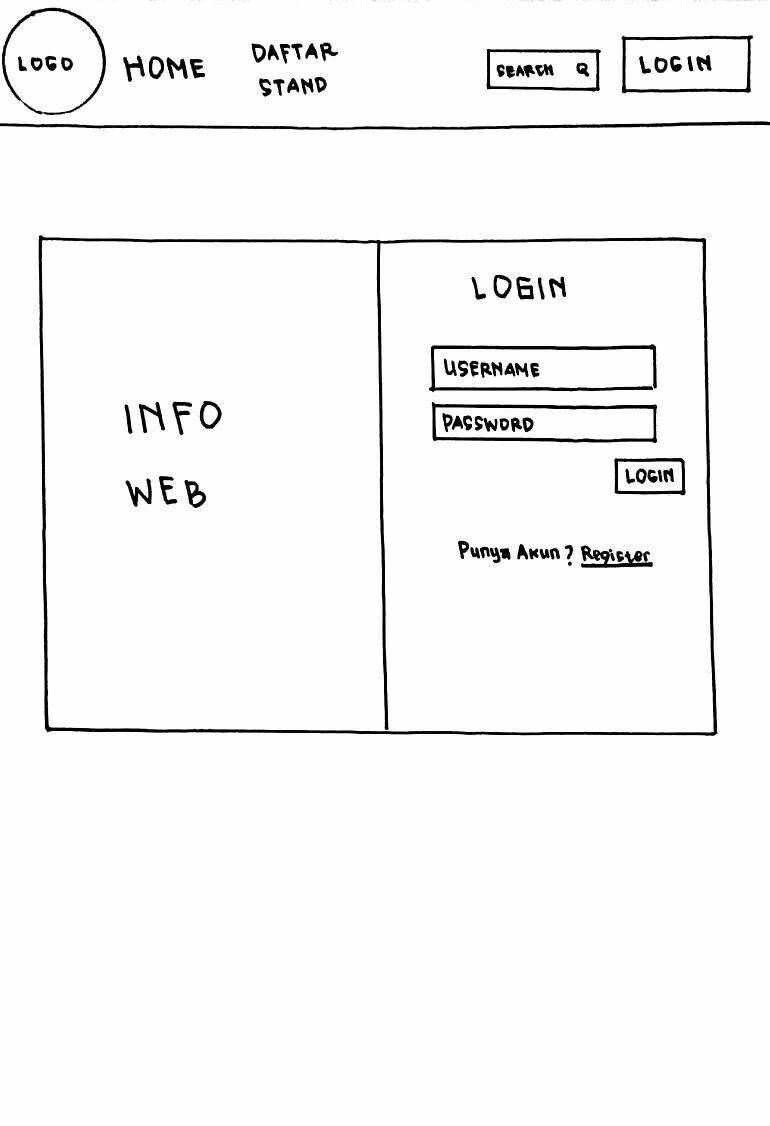 LOGO
HOME
DAFTAR
STAND
SEARCH
LOGIN
LOGIN
USERNAME
PASSWORD
LOGIN
Punya Akun? Register
INFO
WEB